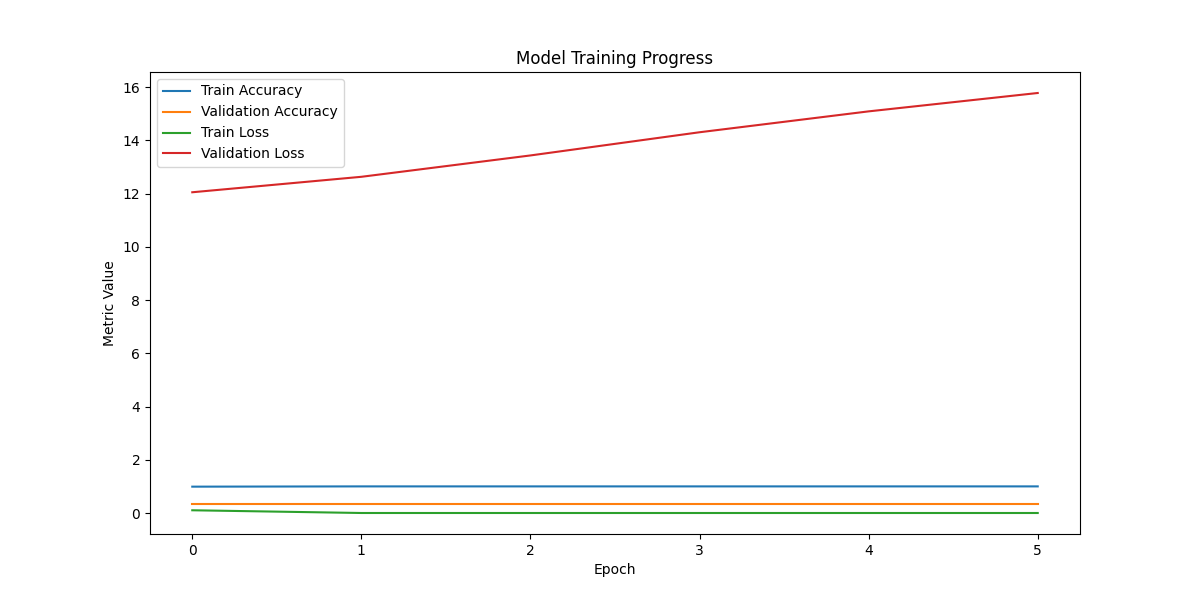 Model Training Progress
Train Accuracy
Validation Accuracy
Train Loss
Validation Loss
16
14
12
10
8
6
4
2
0
Metric Value
0 1 2 3 4 5
Epoch